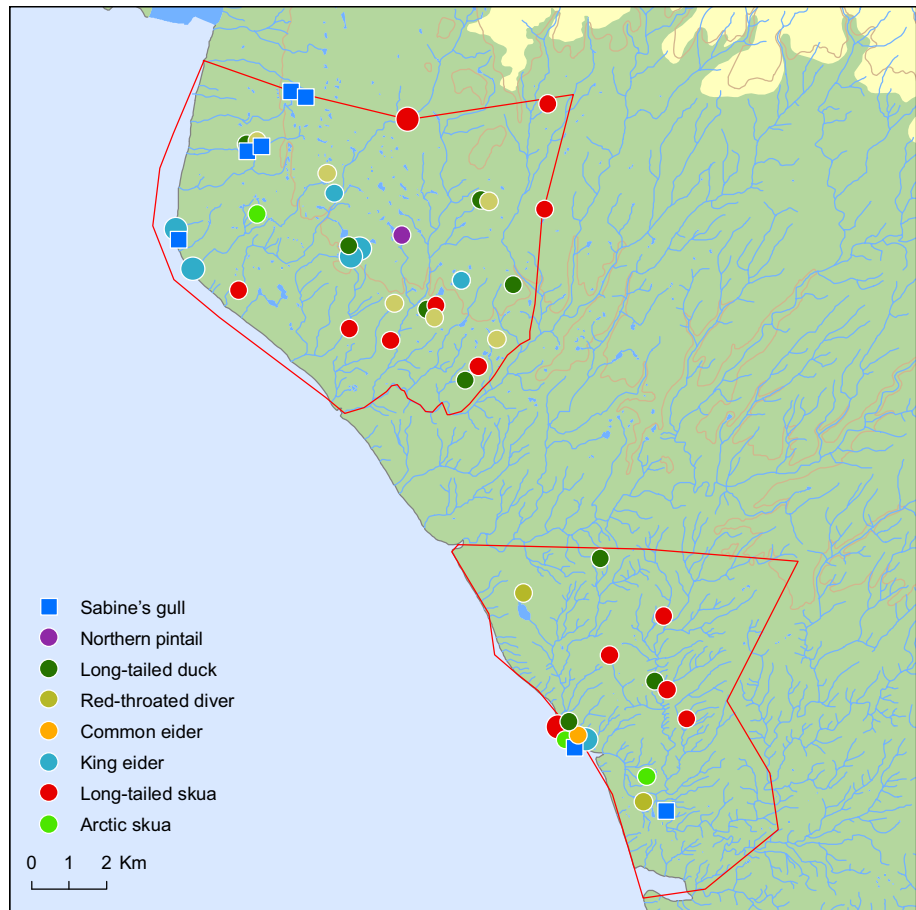 Sabine's gull
Northern pintail
Long-tailed duck
Red-throated diver
Common eider
King eider
Long-tailed skua
Arctic skua
0 1 2 Km